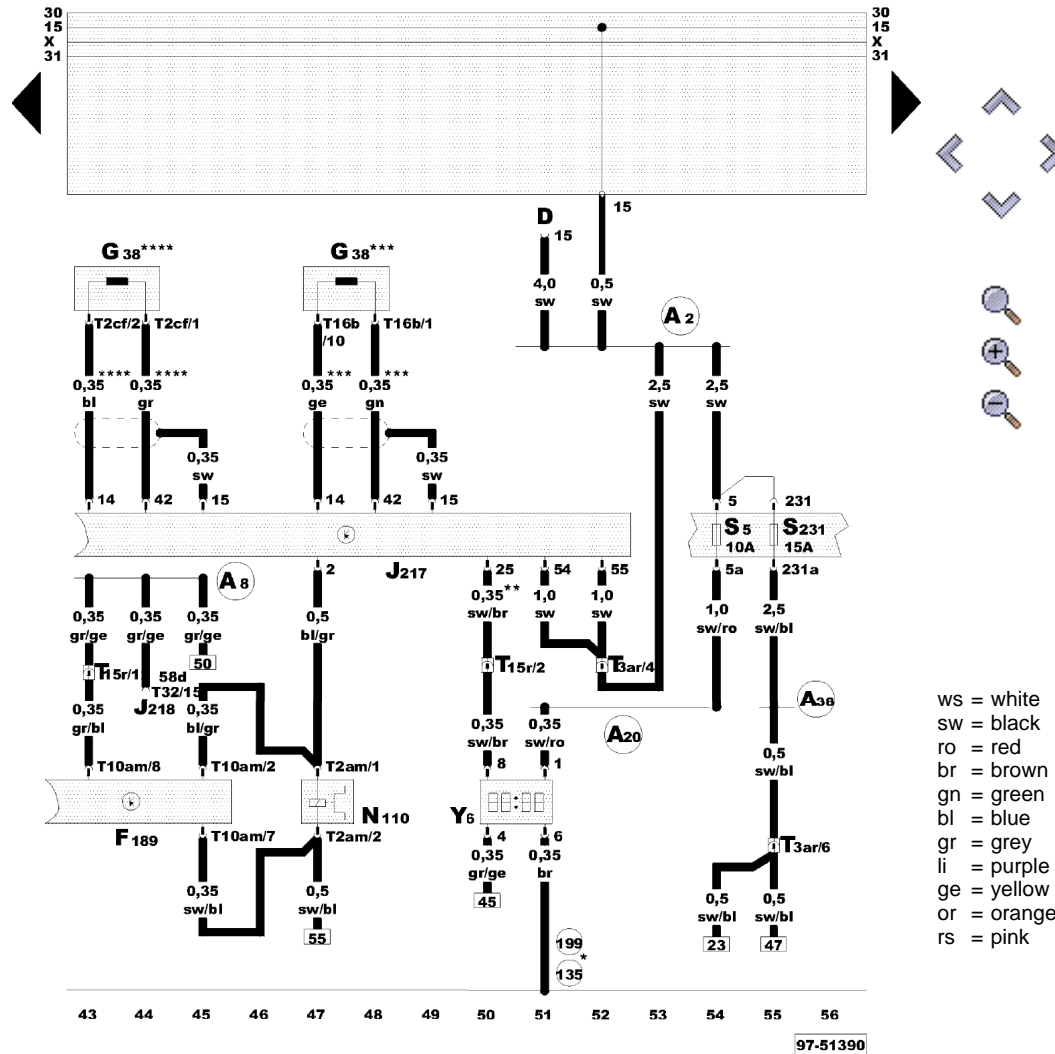 30 30
15 15
X X
31 31
15
D 15
G 38**** G 38***
4,0 0,5
sw sw
A 2
T2cf/2 T2cf/1 T16b/10 T16b/1
**** **** *** ***
0,35 0,35 0,35 0,35 2,5 2,5
bl gr ge gn sw sw
0,35 0,35
sw sw
14 42 15 14 42 15 5 231
S 5 S231
10A 15A
J217
A 8 2 25 54 55 5a 231a
0,35 0,35 0,35 0,5 0,35** 1,0 1,0 1,0 2,5
gr/ge gr/ge gr/ge bl/gr sw/br sw sw sw/ro sw/bl
T15r/1 50 T15r/2 T3ar/4
58d
T32/15
J218
A38
0,35 0,35 0,35 0,35
gr/bl bl/gr sw/br sw/ro
A20
0,5
sw/bl
T10am/8 T10am/2 T2am/1 8 1
F189 N110 Y6
T10am/7 T2am/2 4 6
T3ar/6
0,35 0,35
gr/ge br
45
0,35 0,5 0,5 0,5
sw/bl sw/bl sw/bl sw/bl
55 23 47
199
135 *
43 44 45 46 47 48 49 50 51 52 53 54 55 56
97-51390
ws = white
sw = black
ro = red
br = brown
gn = green
bl = blue
gr = grey
li = purple
ge = yellow
or = orange
rs = pink